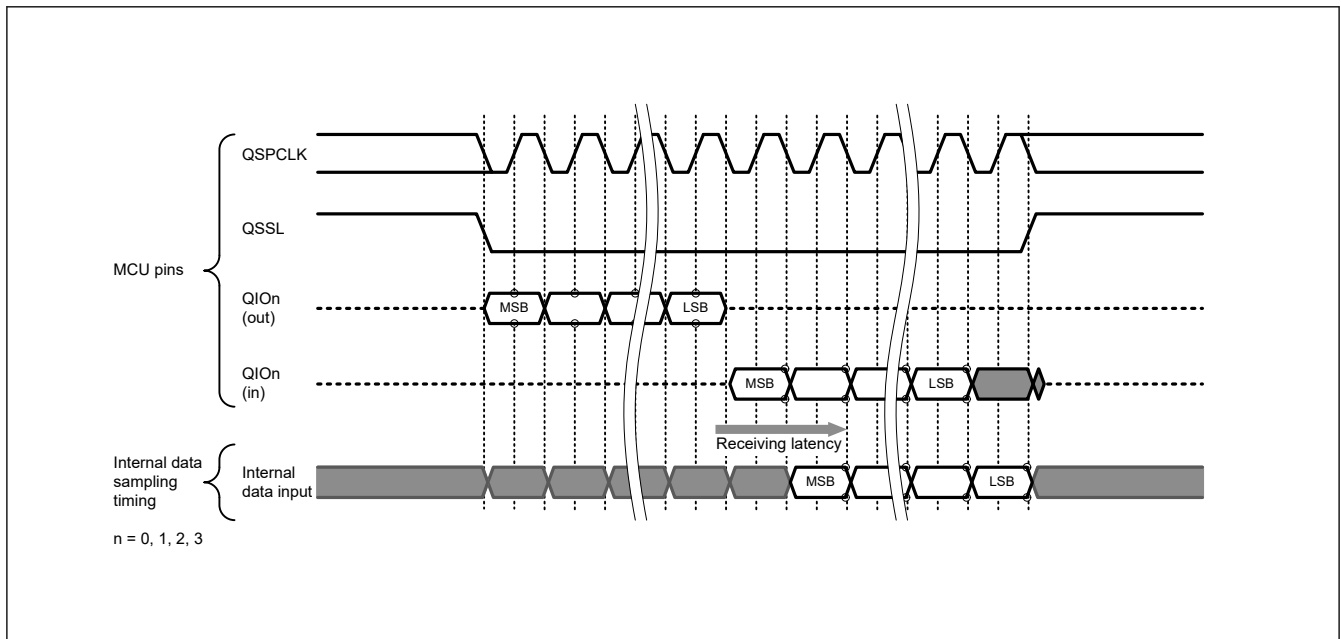 QSPCLK
QSSL
MCU pins
QIOn
(out)
MSB
LSB
QIOn
(in)
MSB
LSB
Receiving latency
Internal data
sampling
timing
Internal
data input
MSB
LSB
n = 0, 1, 2, 3